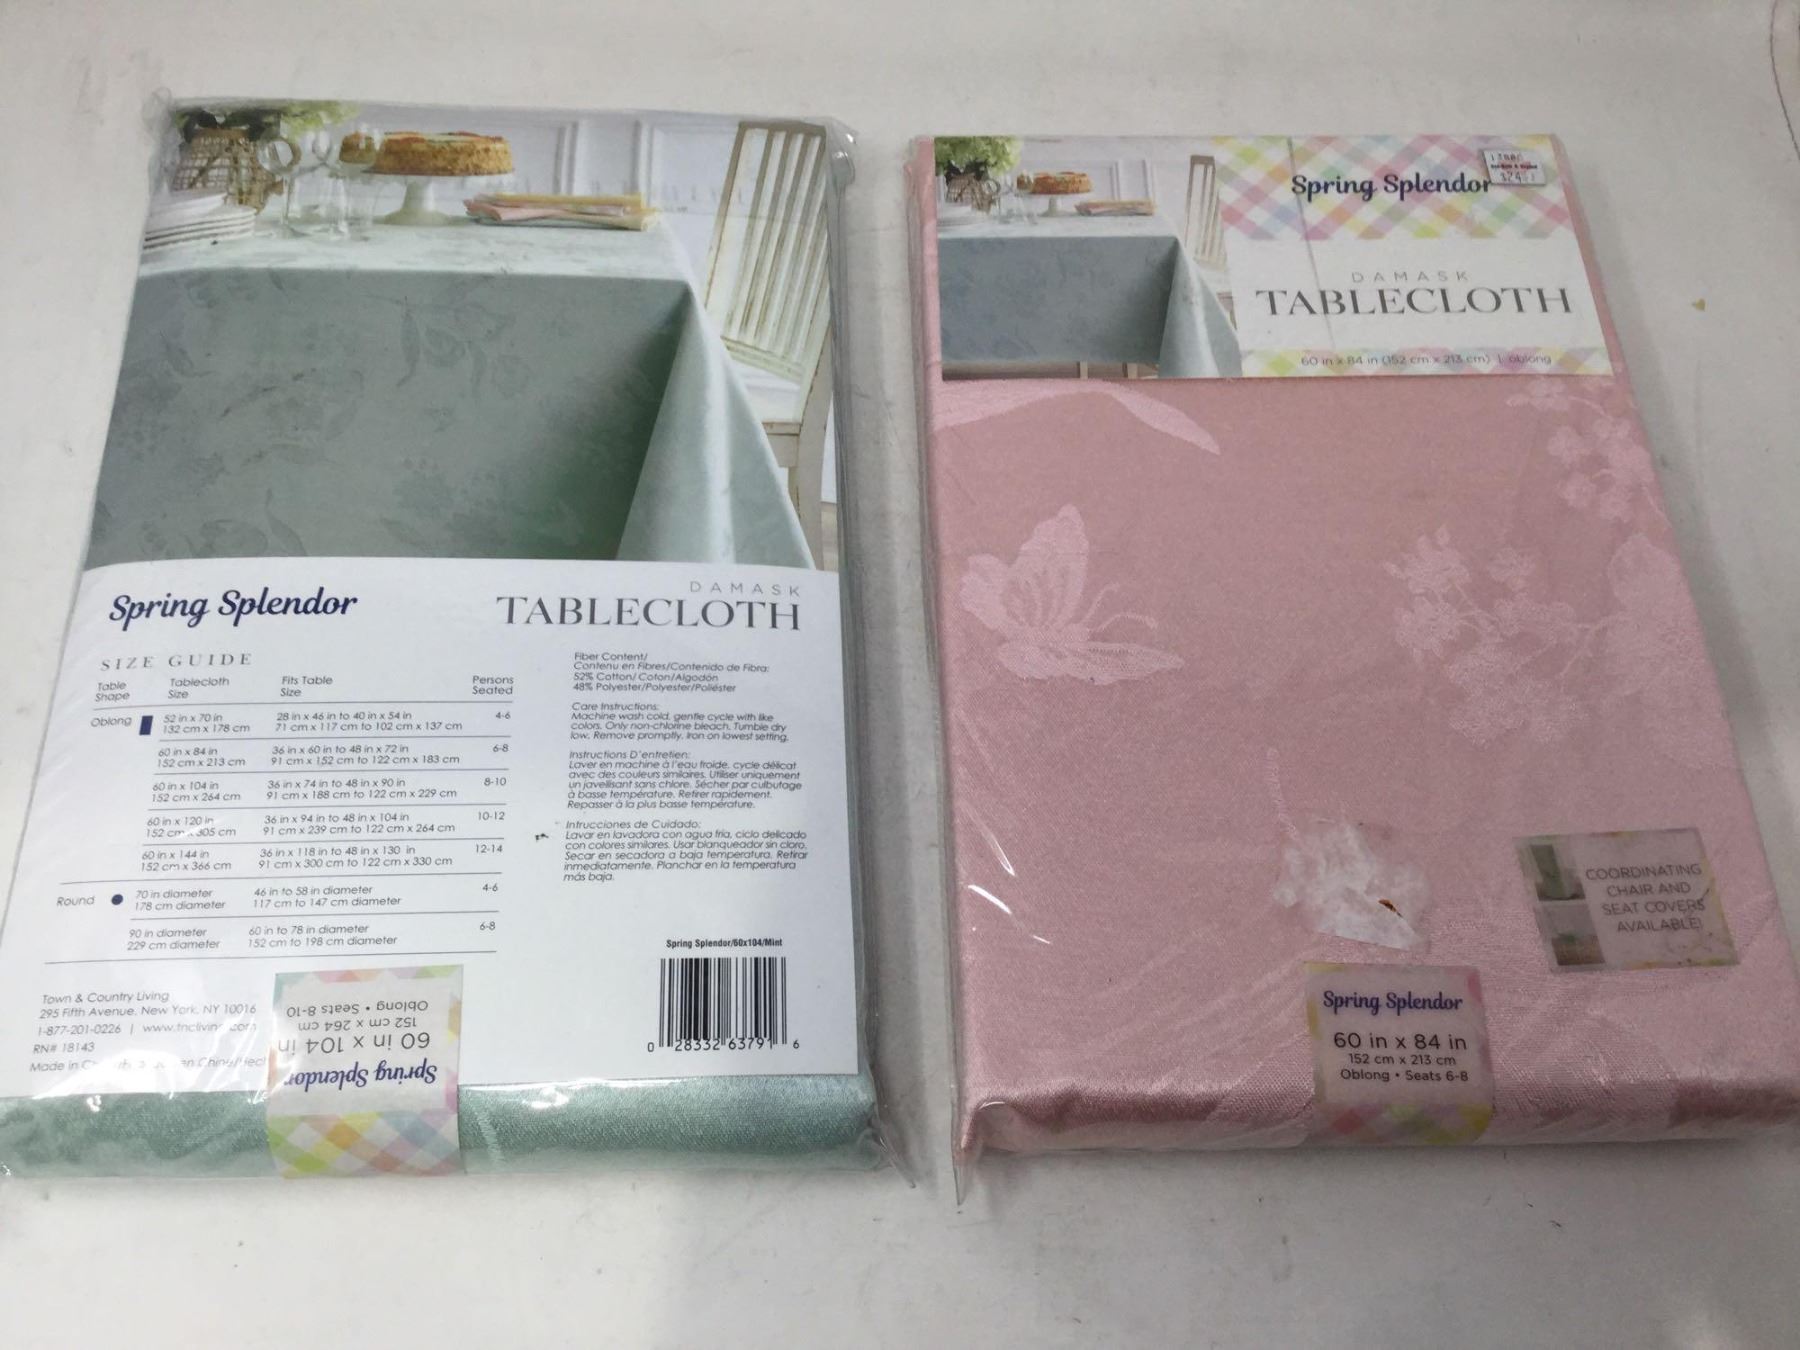 Spring Splendor
DAMASK
TABLECLOTH
SIZE GUIDE
Table Shape
Tablecloth Size
Fits Table Size
Persons Seated
Oblong
52 in x 70 in
132 cm x 178 cm
28 in x 46 in to 40 in x 54 in
71 cm x 117 cm to 102 cm x 137 cm
4-6
60 in x 84 in
152 cm x 213 cm
36 in x 60 in to 48 in x 72 in
91 cm x 152 cm to 122 cm x 183 cm
6-8
60 in x 104 in
152 cm x 264 cm
36 in x 74 in to 48 in x 90 in
91 cm x 188 cm to 122 cm x 229 cm
8-10
60 in x 120 in
152 cm x 305 cm
36 in x 94 in to 48 in x 104 in
91 cm x 239 cm to 122 cm x 264 cm
10-12
60 in x 144 in
152 cm x 366 cm
36 in x 118 in to 48 in x 130 in
91 cm x 300 cm to 122 cm x 330 cm
12-14
Round
70 in diameter
178 cm diameter
46 in to 58 in diameter
117 cm to 147 cm diameter
4-6
90 in diameter
229 cm diameter
60 in to 78 in diameter
152 cm to 198 cm diameter
6-8
Fiber Content/
Contenu en Fibres/Contenido de Fibra:
52% Cotton/ Coton/Algodón
48% Polyester/Polyester/Poliéster
Care Instructions:
Machine wash cold, gentle cycle with like
colors. Only non-chlorine bleach. Tumble dry
low. Remove promptly. Iron on lowest setting.
Instructions D'entretien:
Laver en machine à l'eau froide, cycle délicat
avec des couleurs similaires. Utiliser uniquement
un javellisant sans chlore. Sécher par culbutage
à basse température. Retirer rapidement.
Repasser à la plus basse température.
Intrucciones de Cuidado:
Lavar en lavadora con agua fria, ciclo delicado
con colores similares. Usar blanqueador sin cloro.
Secar en secadora a baja temperatura. Retirar
inmediatamente. Planchar en la temperatura
más baja.
Town & Country Living
295 Fifth Avenue, New York, NY 10016
1-877-201-0226 | www.tncliving.com
RN# 18143
Made in
Spring Splendor/60x104/Mint
0 28332 63791 6
Spring Splendor
60 in x 104 in
152 cm x 264 cm
Oblong • Seats 8-10
Spring Splendor
DAMASK
TABLECLOTH
60 in x 84 in (152 cm x 213 cm) | oblong
COORDINATING
CHAIR AND
SEAT COVERS
AVAILABLE!
Spring Splendor
60 in x 84 in
152 cm x 213 cm
Oblong • Seats 6-8